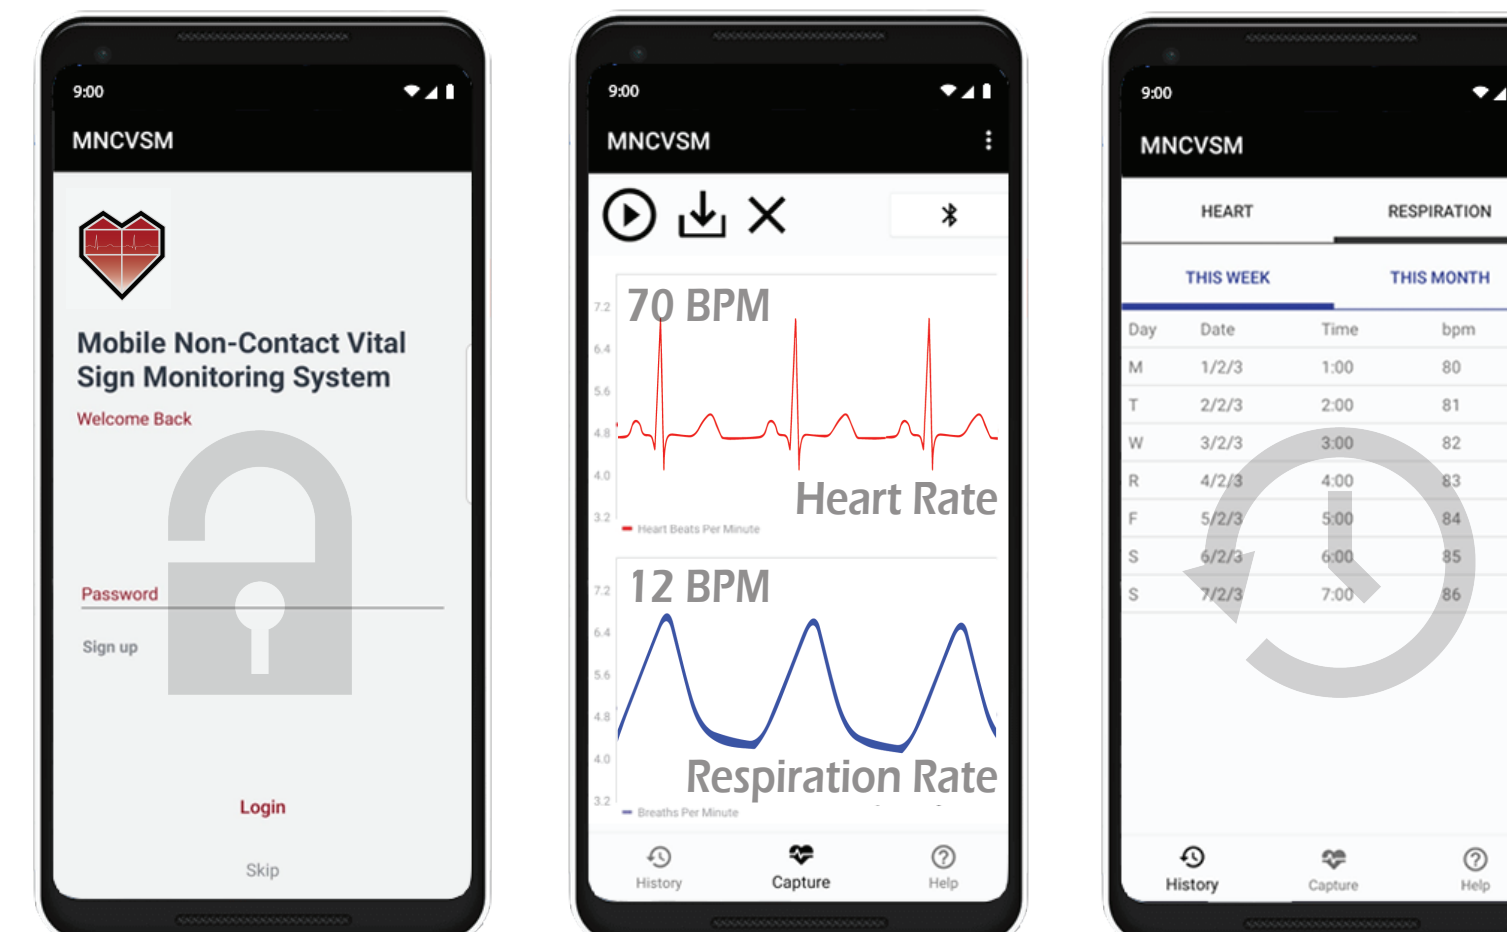 9:00
MNCVSM
Mobile Non-Contact Vital
Sign Monitoring System
Welcome Back
Password
Sign up
Login
Skip
9:00
MNCVSM
7.2
70 BPM
6.4
5.6
4.8
4.0
Heart Rate
3.2
Heart Beats Per Minute
7.2
12 BPM
6.4
5.6
4.8
4.0
Respiration Rate
3.2
Breaths Per Minute
History Capture Help
9:00
MNCVSM
HEART RESPIRATION
THIS WEEK THIS MONTH
Day Date Time bpm
M 1/2/3 1:00 80
T 2/2/3 2:00 81
W 3/2/3 3:00 82
R 4/2/3 4:00 83
F 5/2/3 5:00 84
S 6/2/3 6:00 85
S 7/2/3 7:00 86
History Capture Help